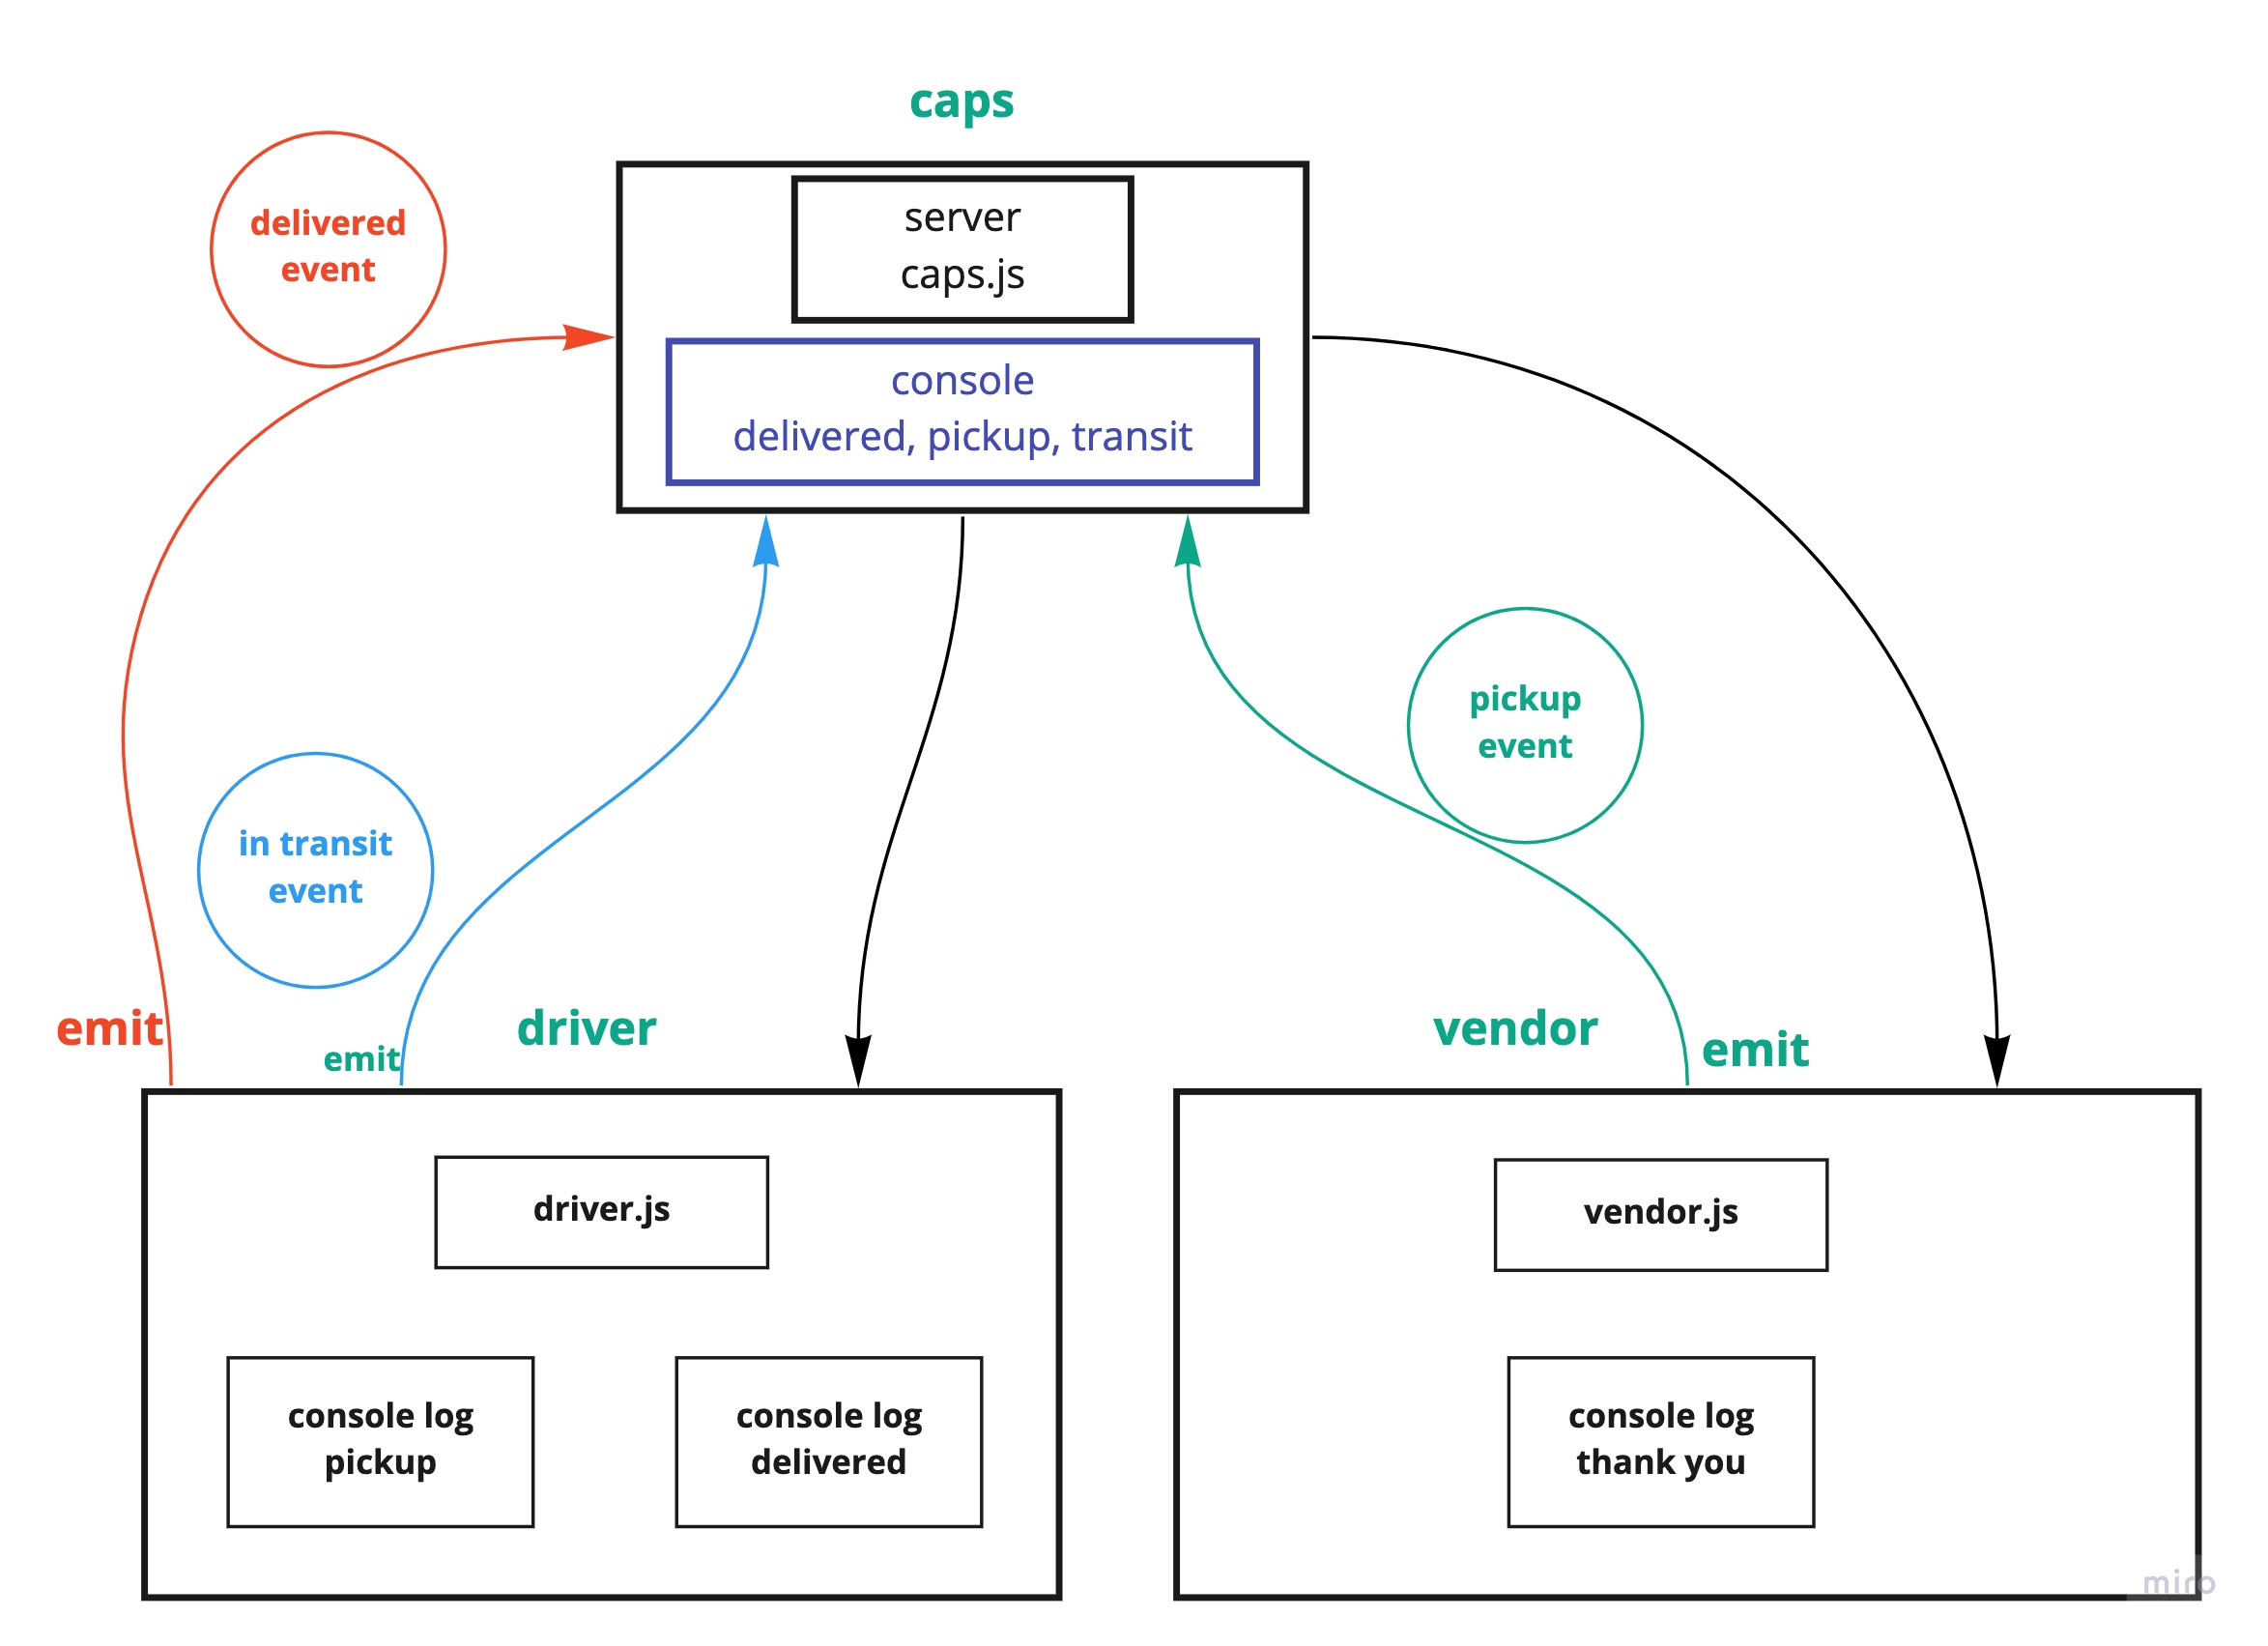 caps
delivered
event
server
caps.js
console
delivered, pickup, transit
pickup
event
in transit
event
emit
emit
driver
vendor
emit
driver.js
vendor.js
console log
pickup
console log
delivered
console log
thank you
miro